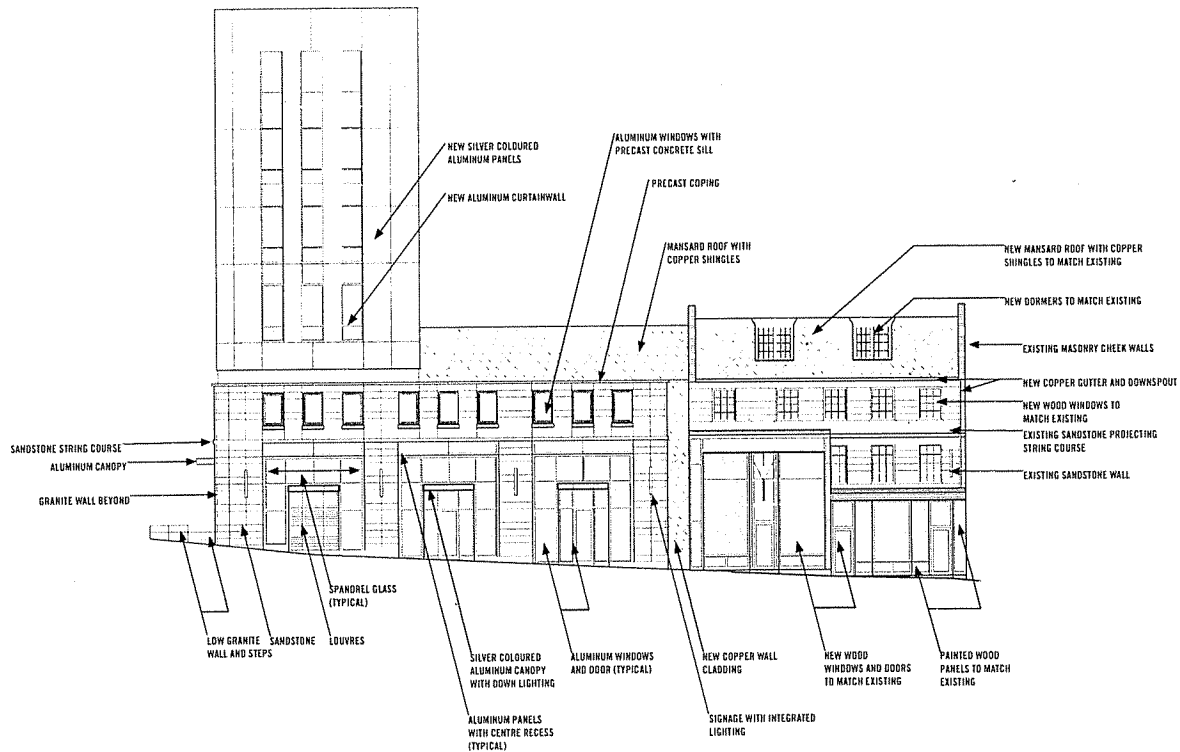 NEW SILVER COLOURED
ALUMINUM PANELS
NEW ALUMINUM CURTAINWALL
ALUMINUM WINDOWS WITH
PRECAST CONCRETE SILL
PRECAST COPING
MANSARD ROOF WITH
COPPER SHINGLES
NEW MANSARD ROOF WITH COPPER
SHINGLES TO MATCH EXISTING
NEW DORMERS TO MATCH EXISTING
EXISTING MASONRY CHEEK WALLS
NEW COPPER GUTTER AND DOWNSPOUT
NEW WOOD WINDOWS TO
MATCH EXISTING
EXISTING SANDSTONE PROJECTING
STRING COURSE
EXISTING SANDSTONE WALL
SANDSTONE STRING COURSE
ALUMINUM CANOPY
GRANITE WALL BEYOND
LOW GRANITE
WALL AND STEPS
SANDSTONE
SPANDREL GLASS
(TYPICAL)
LOUVRES
SILVER COLOURED
ALUMINUM CANOPY
WITH DOWN LIGHTING
ALUMINUM PANELS
WITH CENTRE RECESS
(TYPICAL)
ALUMINUM WINDOWS
AND DOOR (TYPICAL)
NEW COPPER WALL
CLADDING
SIGNAGE WITH INTEGRATED
LIGHTING
NEW WOOD
WINDOWS AND DOORS
TO MATCH EXISTING
PAINTED WOOD
PANELS TO MATCH
EXISTING